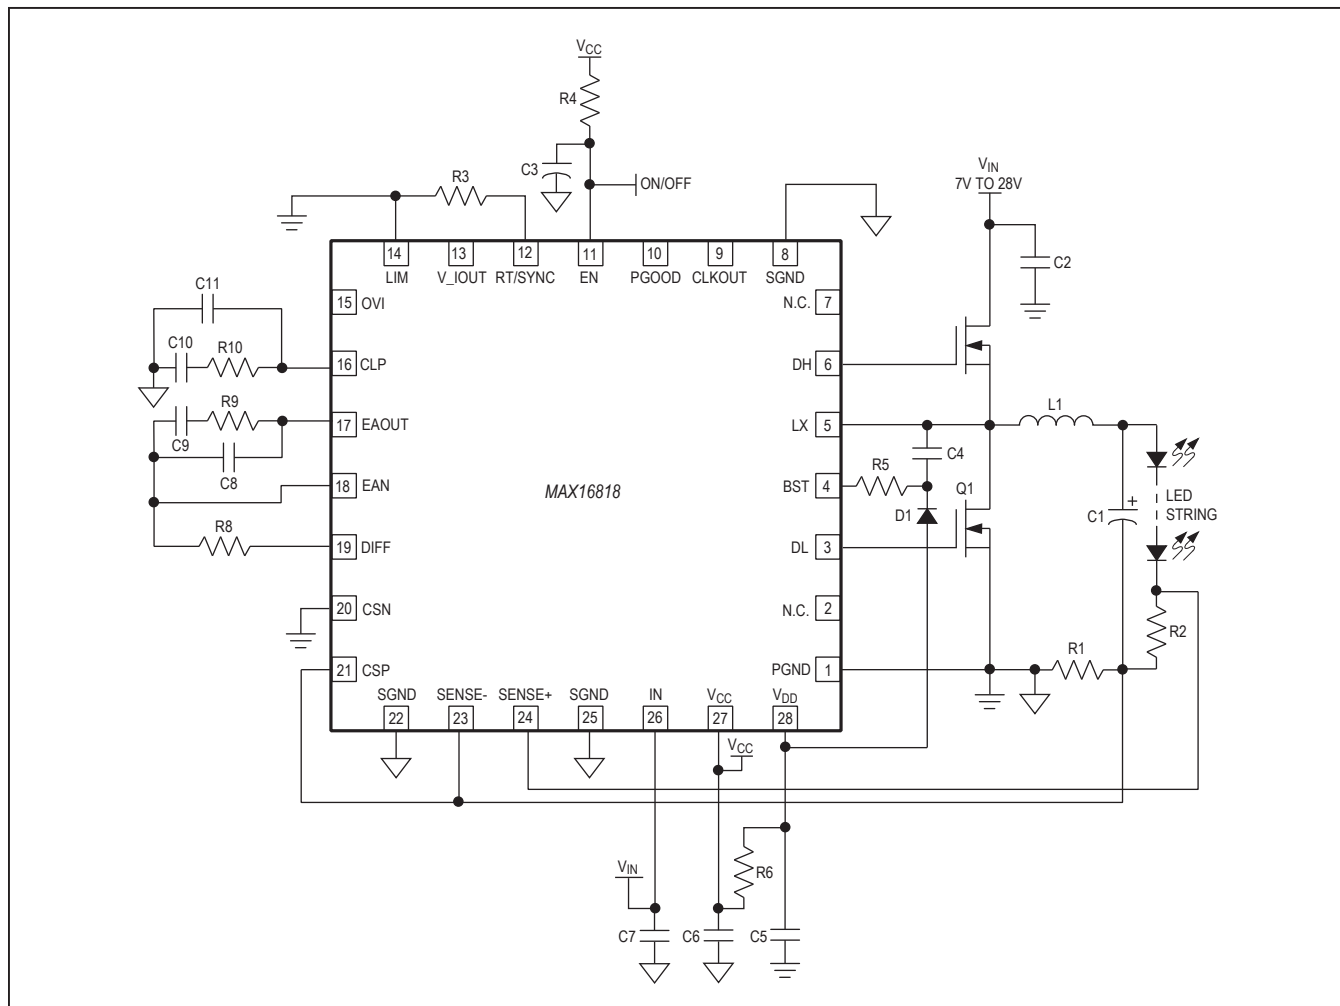 VCC
R4
C3
ON/OFF
R3
VIN
7V TO 28V
C2
14
13
12
11
10
9
8
LIM
V_IOUT
RT/SYNC
EN
PGOOD
CLKOUT
SGND
C11
15 OVI
N.C. 7
C10
R10
16 CLP
DH 6
R9
C9
C8
17 EAOUT
LX 5
L1
C4
R5
18 EAN
MAX16818
BST 4
Q1
D1
C1
+
LED
STRING
R8
19 DIFF
DL 3
20 CSN
N.C. 2
R2
21 CSP
PGND 1
R1
SGND
SENSE-
SENSE+
SGND
IN
VCC
VDD
22
23
24
25
26
27
28
VCC
VIN
R6
C7
C6
C5